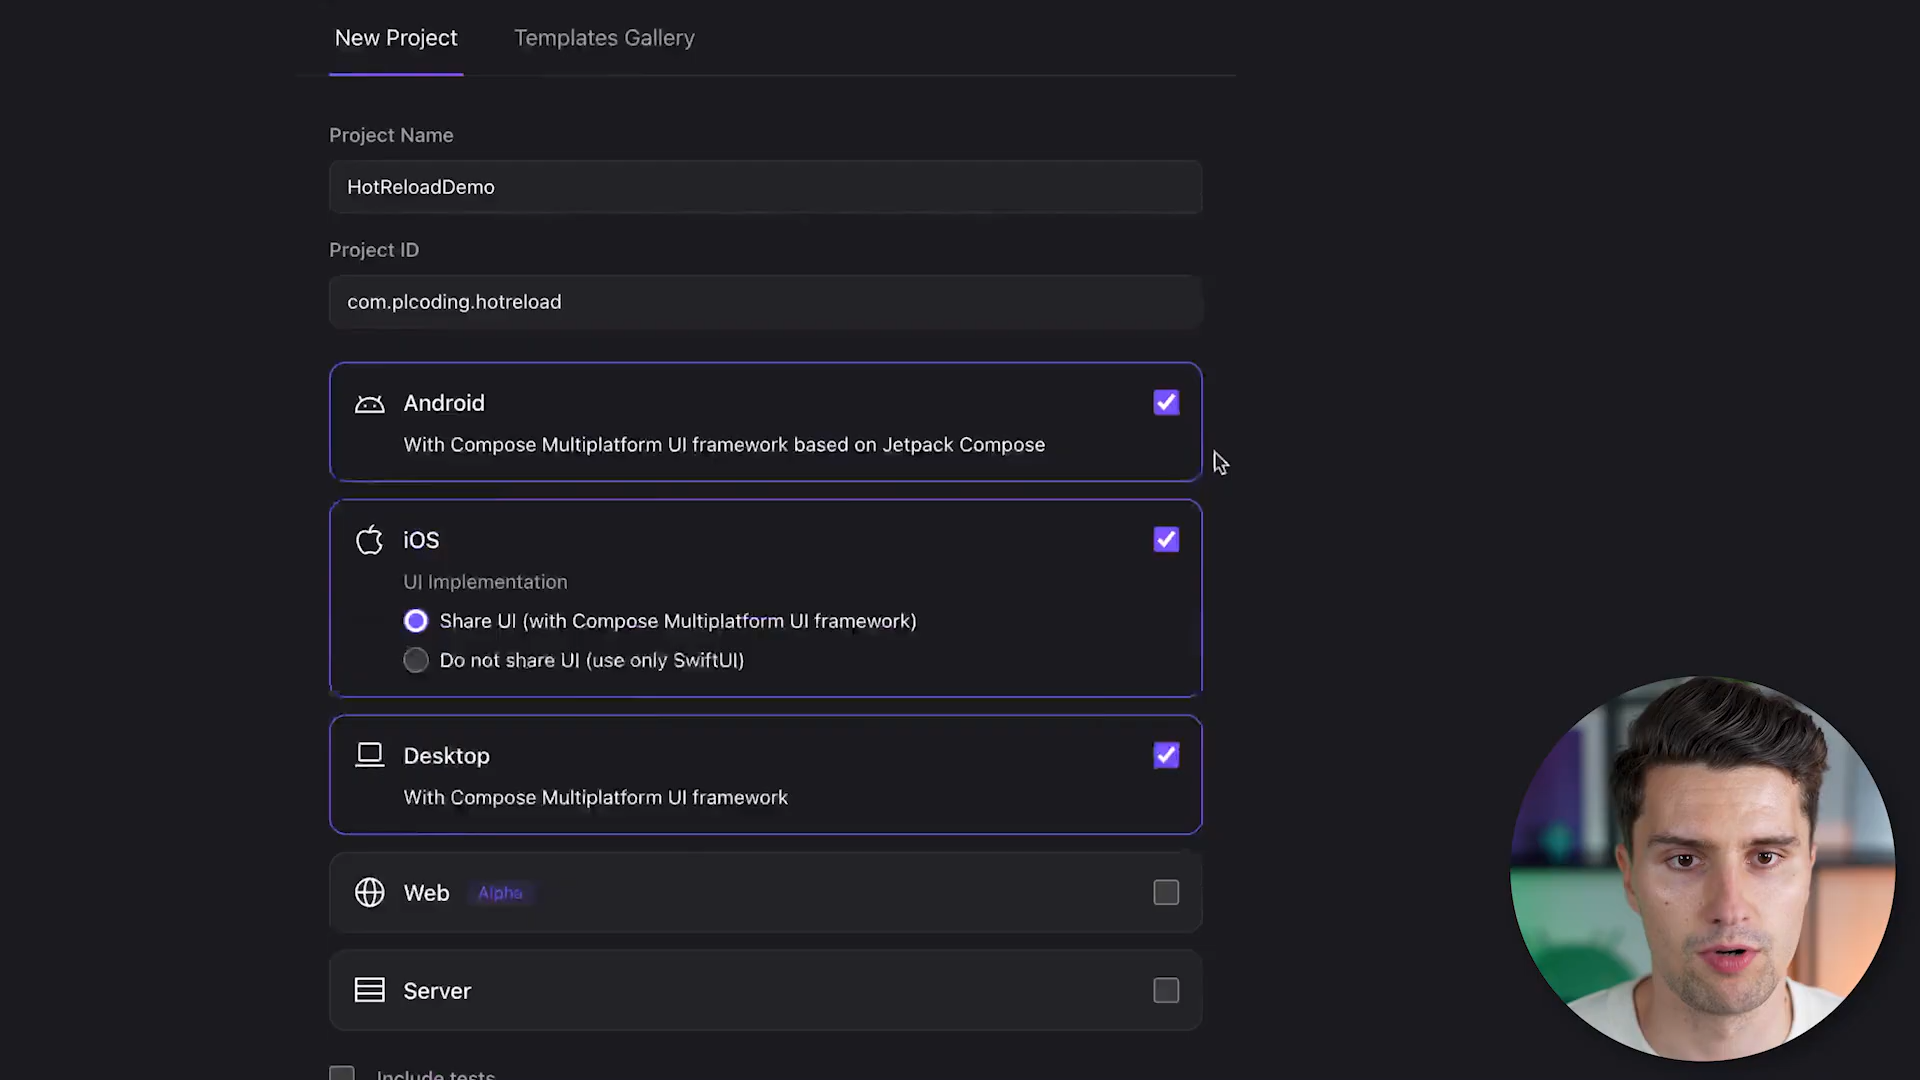 New Project
Templates Gallery
Project Name
HotReloadDemo
Project ID
com.plcoding.hotreload
Android
With Compose Multiplatform UI framework based on Jetpack Compose
iOS
UI Implementation
Share UI (with Compose Multiplatform UI framework)
Do not share UI (use only SwiftUI)
Desktop
With Compose Multiplatform UI framework
Web Alpha
Server
Include tests